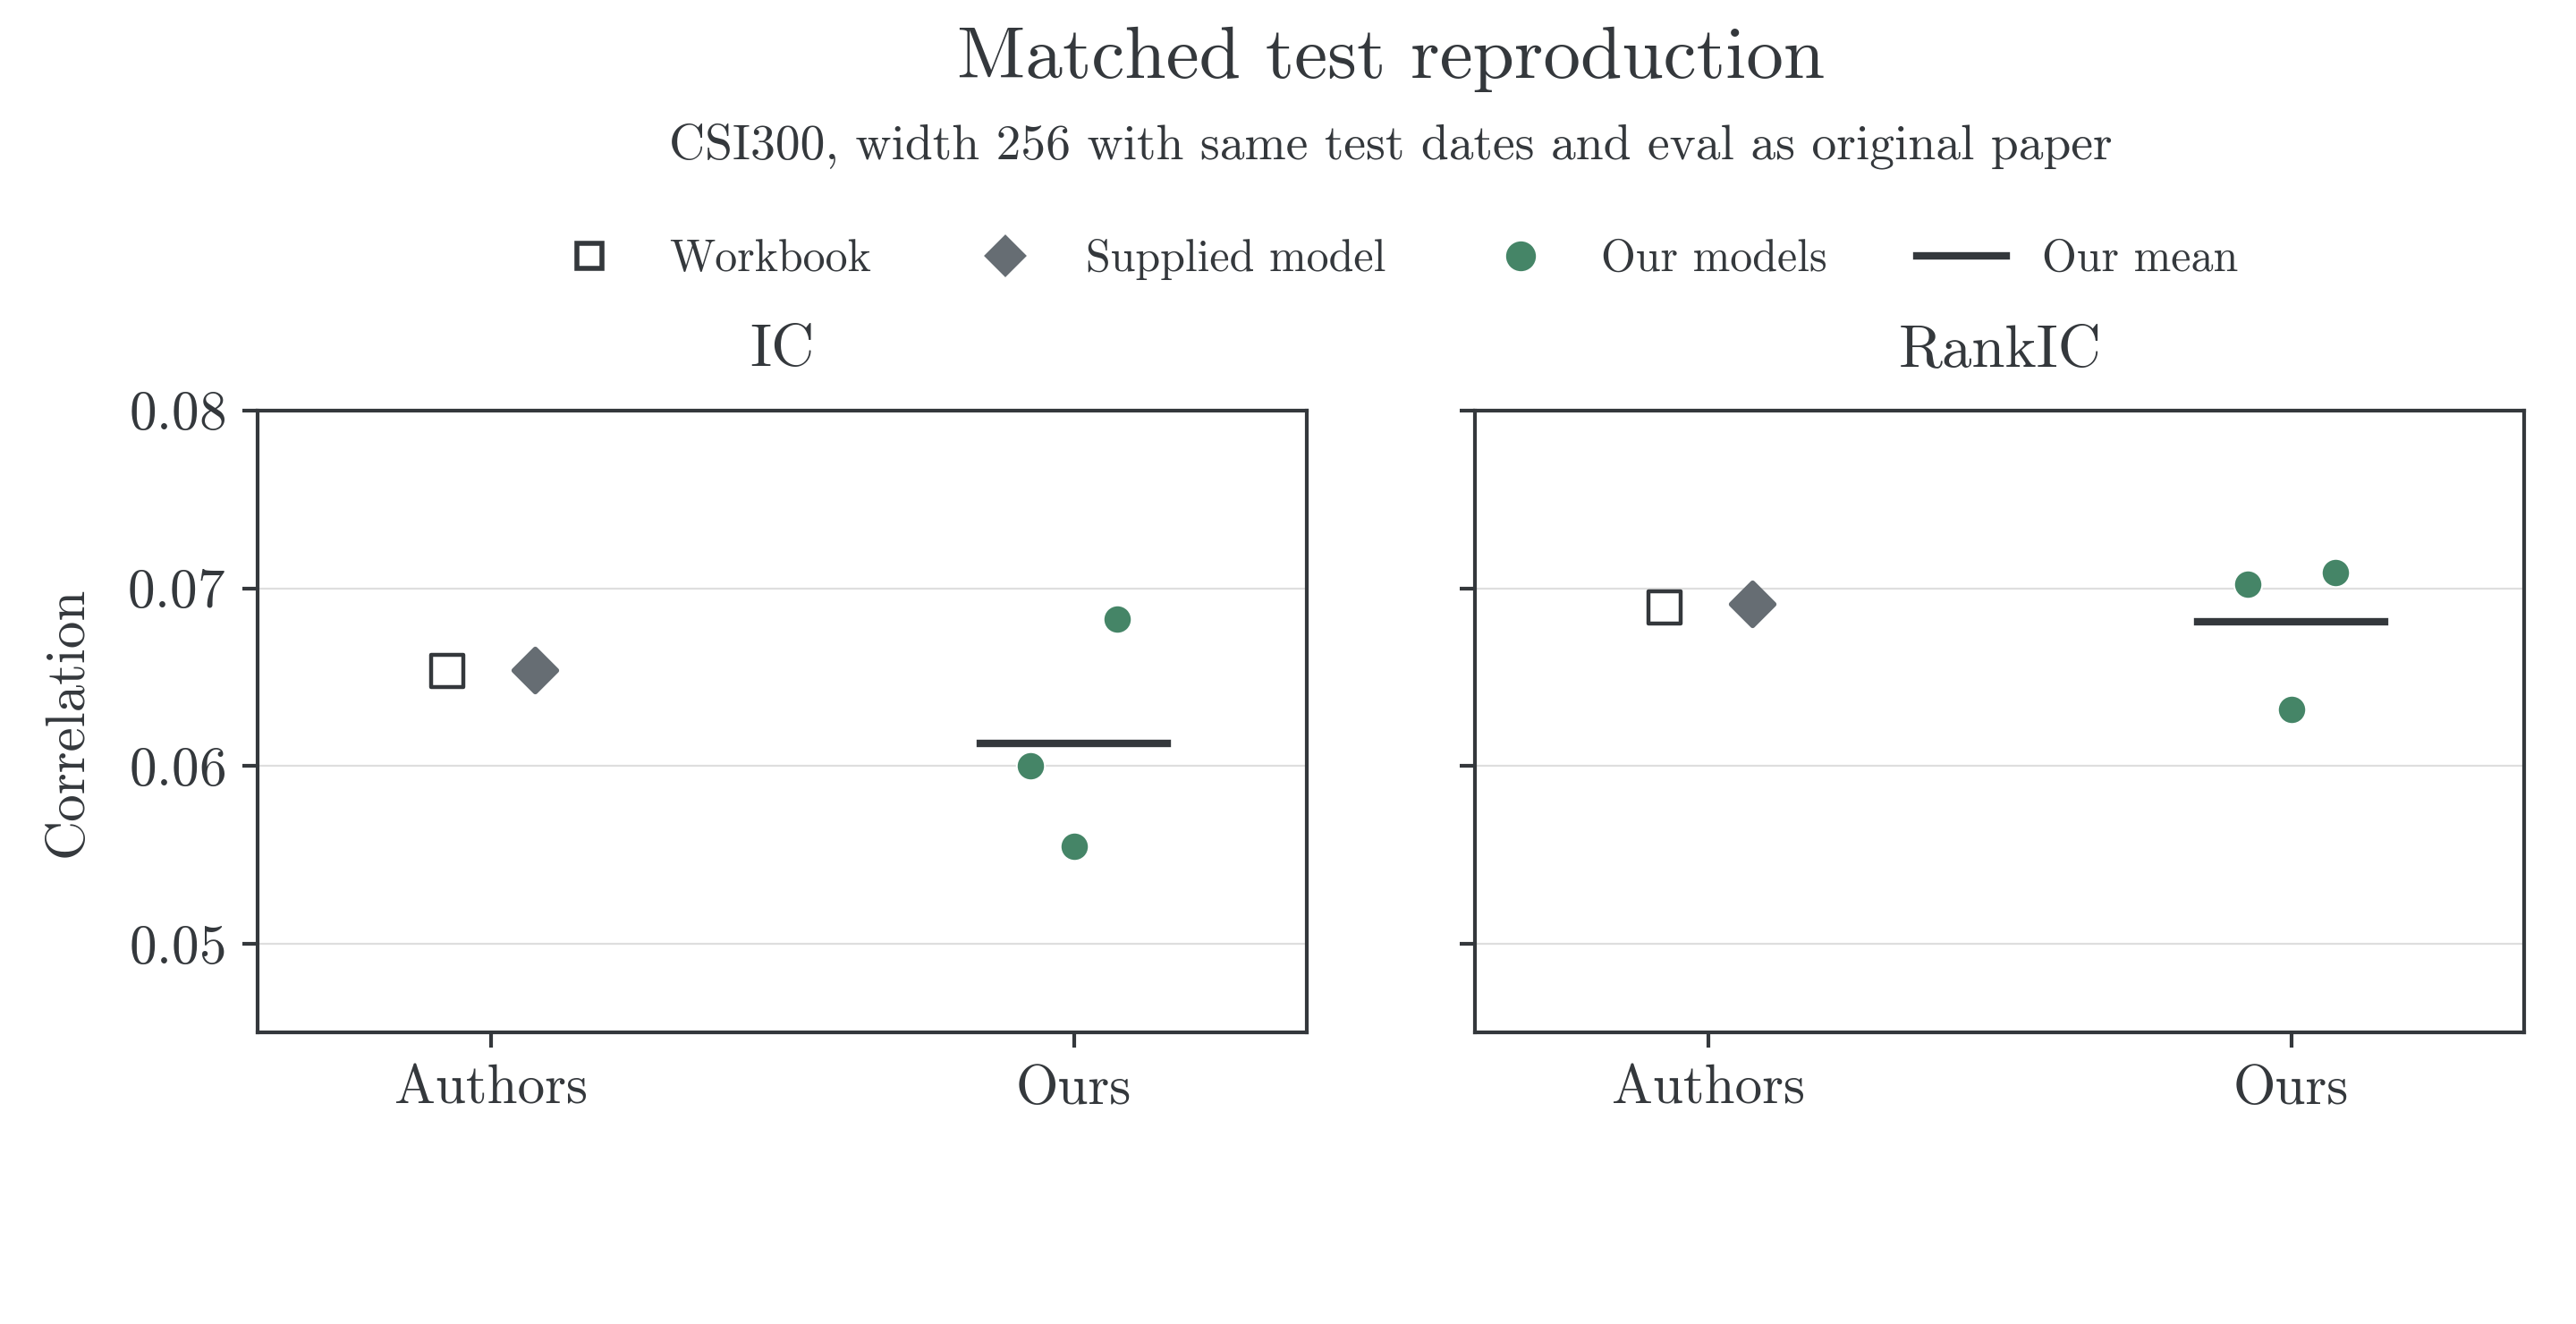 Matched test reproduction
CSI300, width 256 with same test dates and eval as original paper
Workbook Supplied model Our models Our mean
IC
RankIC
Correlation
0.08
0.07
0.06
0.05
Authors Ours
Authors Ours